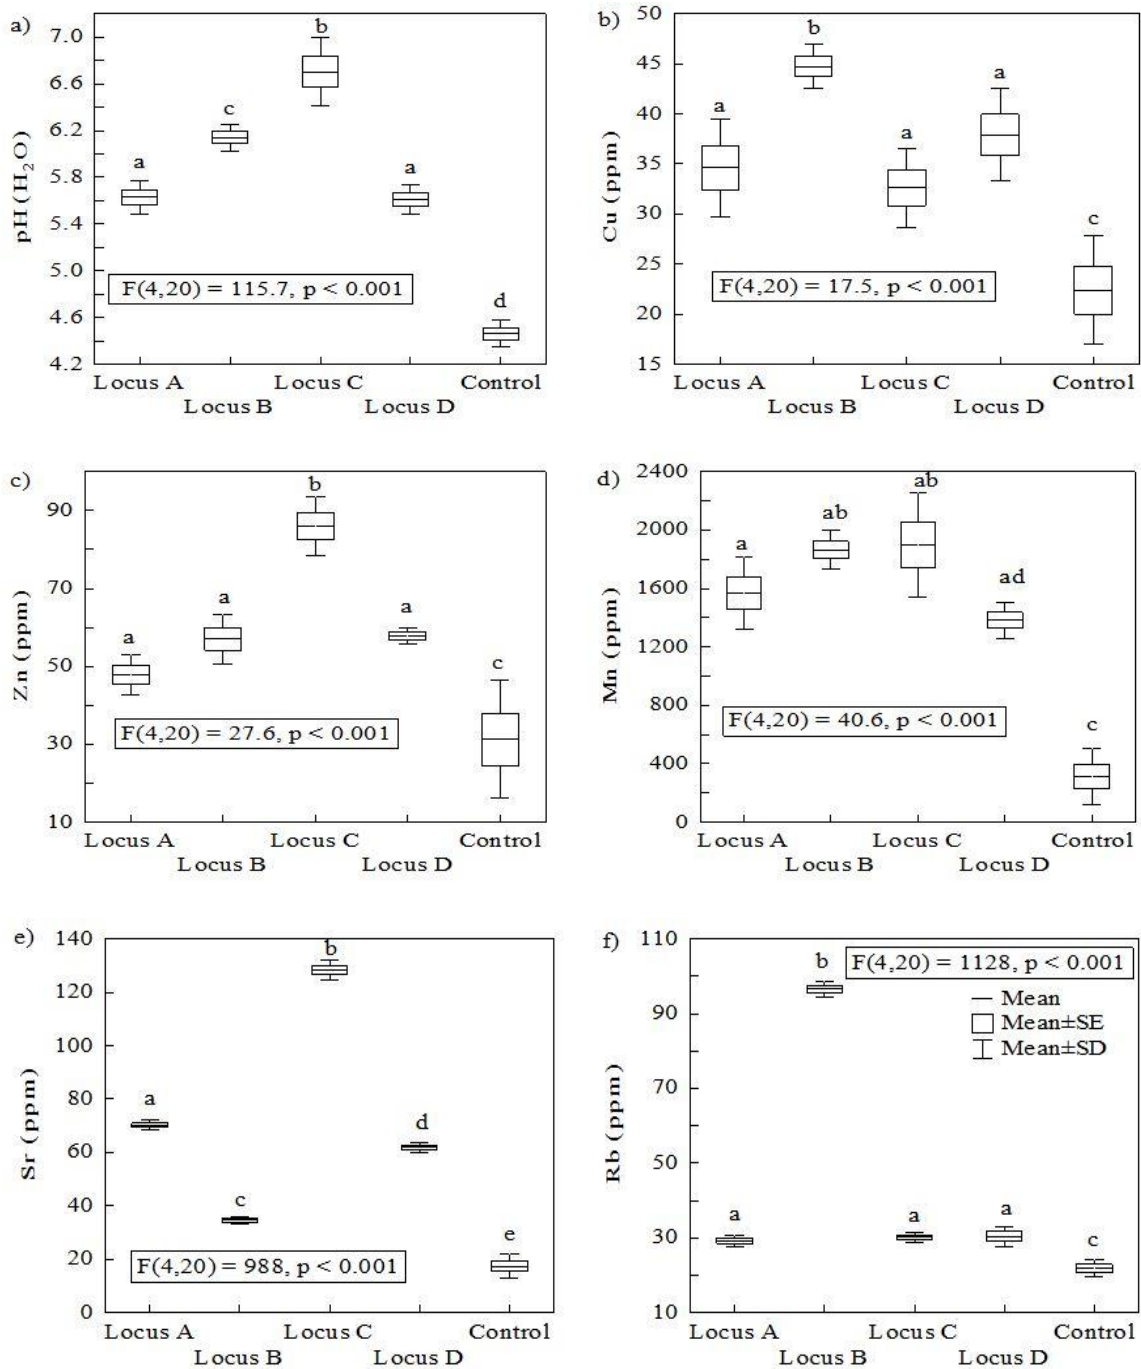 a)
pH (H₂O)
7.0
6.6
6.2
5.8
5.4
5.0
4.6
4.2
a
c
b
a
d
F(4,20) = 115.7, p < 0.001
Locus A
Locus B
Locus C
Locus D
Control
b)
Cu (ppm)
50
45
40
35
30
25
20
15
a
b
a
a
c
F(4,20) = 17.5, p < 0.001
Locus A
Locus B
Locus C
Locus D
Control
c)
Zn (ppm)
90
70
50
30
10
a
a
b
a
c
F(4,20) = 27.6, p < 0.001
Locus A
Locus B
Locus C
Locus D
Control
d)
Mn (ppm)
2400
2000
1600
1200
800
400
0
a
ab
ab
ad
c
F(4,20) = 40.6, p < 0.001
Locus A
Locus B
Locus C
Locus D
Control
e)
Sr (ppm)
140
120
100
80
60
40
20
0
a
c
b
d
e
F(4,20) = 988, p < 0.001
Locus A
Locus B
Locus C
Locus D
Control
f)
Rb (ppm)
110
90
70
50
30
10
a
b
a
a
c
F(4,20) = 1128, p < 0.001
Mean
Mean±SE
Mean±SD
Locus A
Locus B
Locus C
Locus D
Control